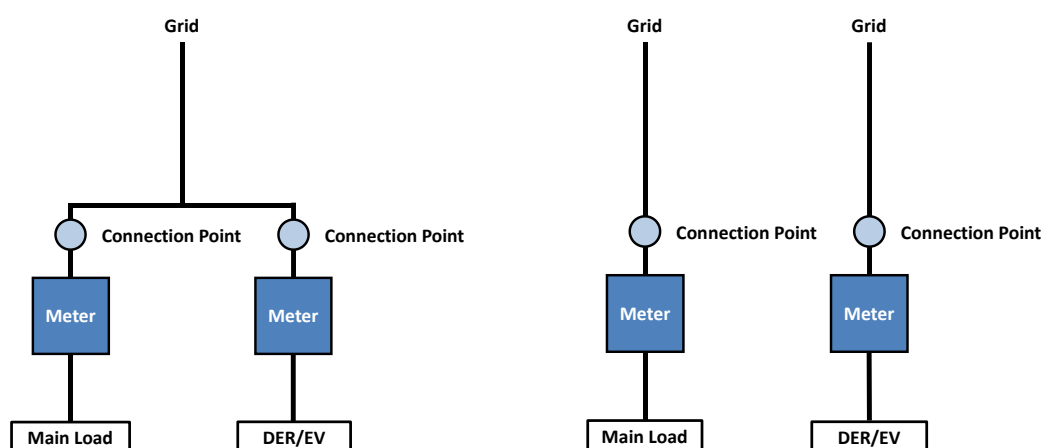 Grid
Grid
Grid
Connection Point
Connection Point
Connection Point
Connection Point
Meter
Meter
Meter
Meter
Main Load
DER/EV
Main Load
DER/EV